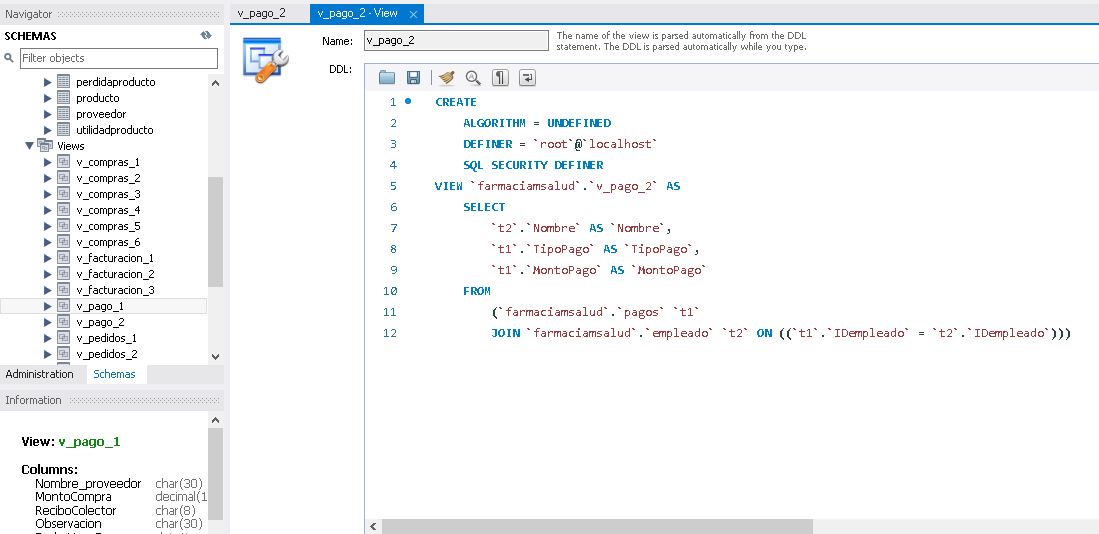 Navigator
SCHEMAS
Filter objects
perdidaproducto
producto
proveedor
utilidadproducto
Views
v_compras_1
v_compras_2
v_compras_3
v_compras_4
v_compras_5
v_compras_6
v_facturacion_1
v_facturacion_2
v_facturacion_3
v_pago_1
v_pago_2
v_pedidos_1
v_pedidos_2
Administration Schemas
Information
View: v_pago_1
Columns:
Nombre_proveedor char(30)
MontoCompra decimal(1
ReciboColector char(8)
Observacion char(30)
v_pago_2 v_pago_2 - View
Name: v_pago_2
The name of the view is parsed automatically from the DDL
statement. The DDL is parsed automatically while you type.
DDL:
1 CREATE
2 ALGORITHM = UNDEFINED
3 DEFINER = `root`@`localhost`
4 SQL SECURITY DEFINER
5 VIEW `farmaciamsalud`.`v_pago_2` AS
6 SELECT
7 `t2`.`Nombre` AS `Nombre`,
8 `t1`.`TipoPago` AS `TipoPago`,
9 `t1`.`MontoPago` AS `MontoPago`
10 FROM
11 (`farmaciamsalud`.`pagos` `t1`
12 JOIN `farmaciamsalud`.`empleado` `t2` ON ((`t1`.`IDempleado` = `t2`.`IDempleado`)))